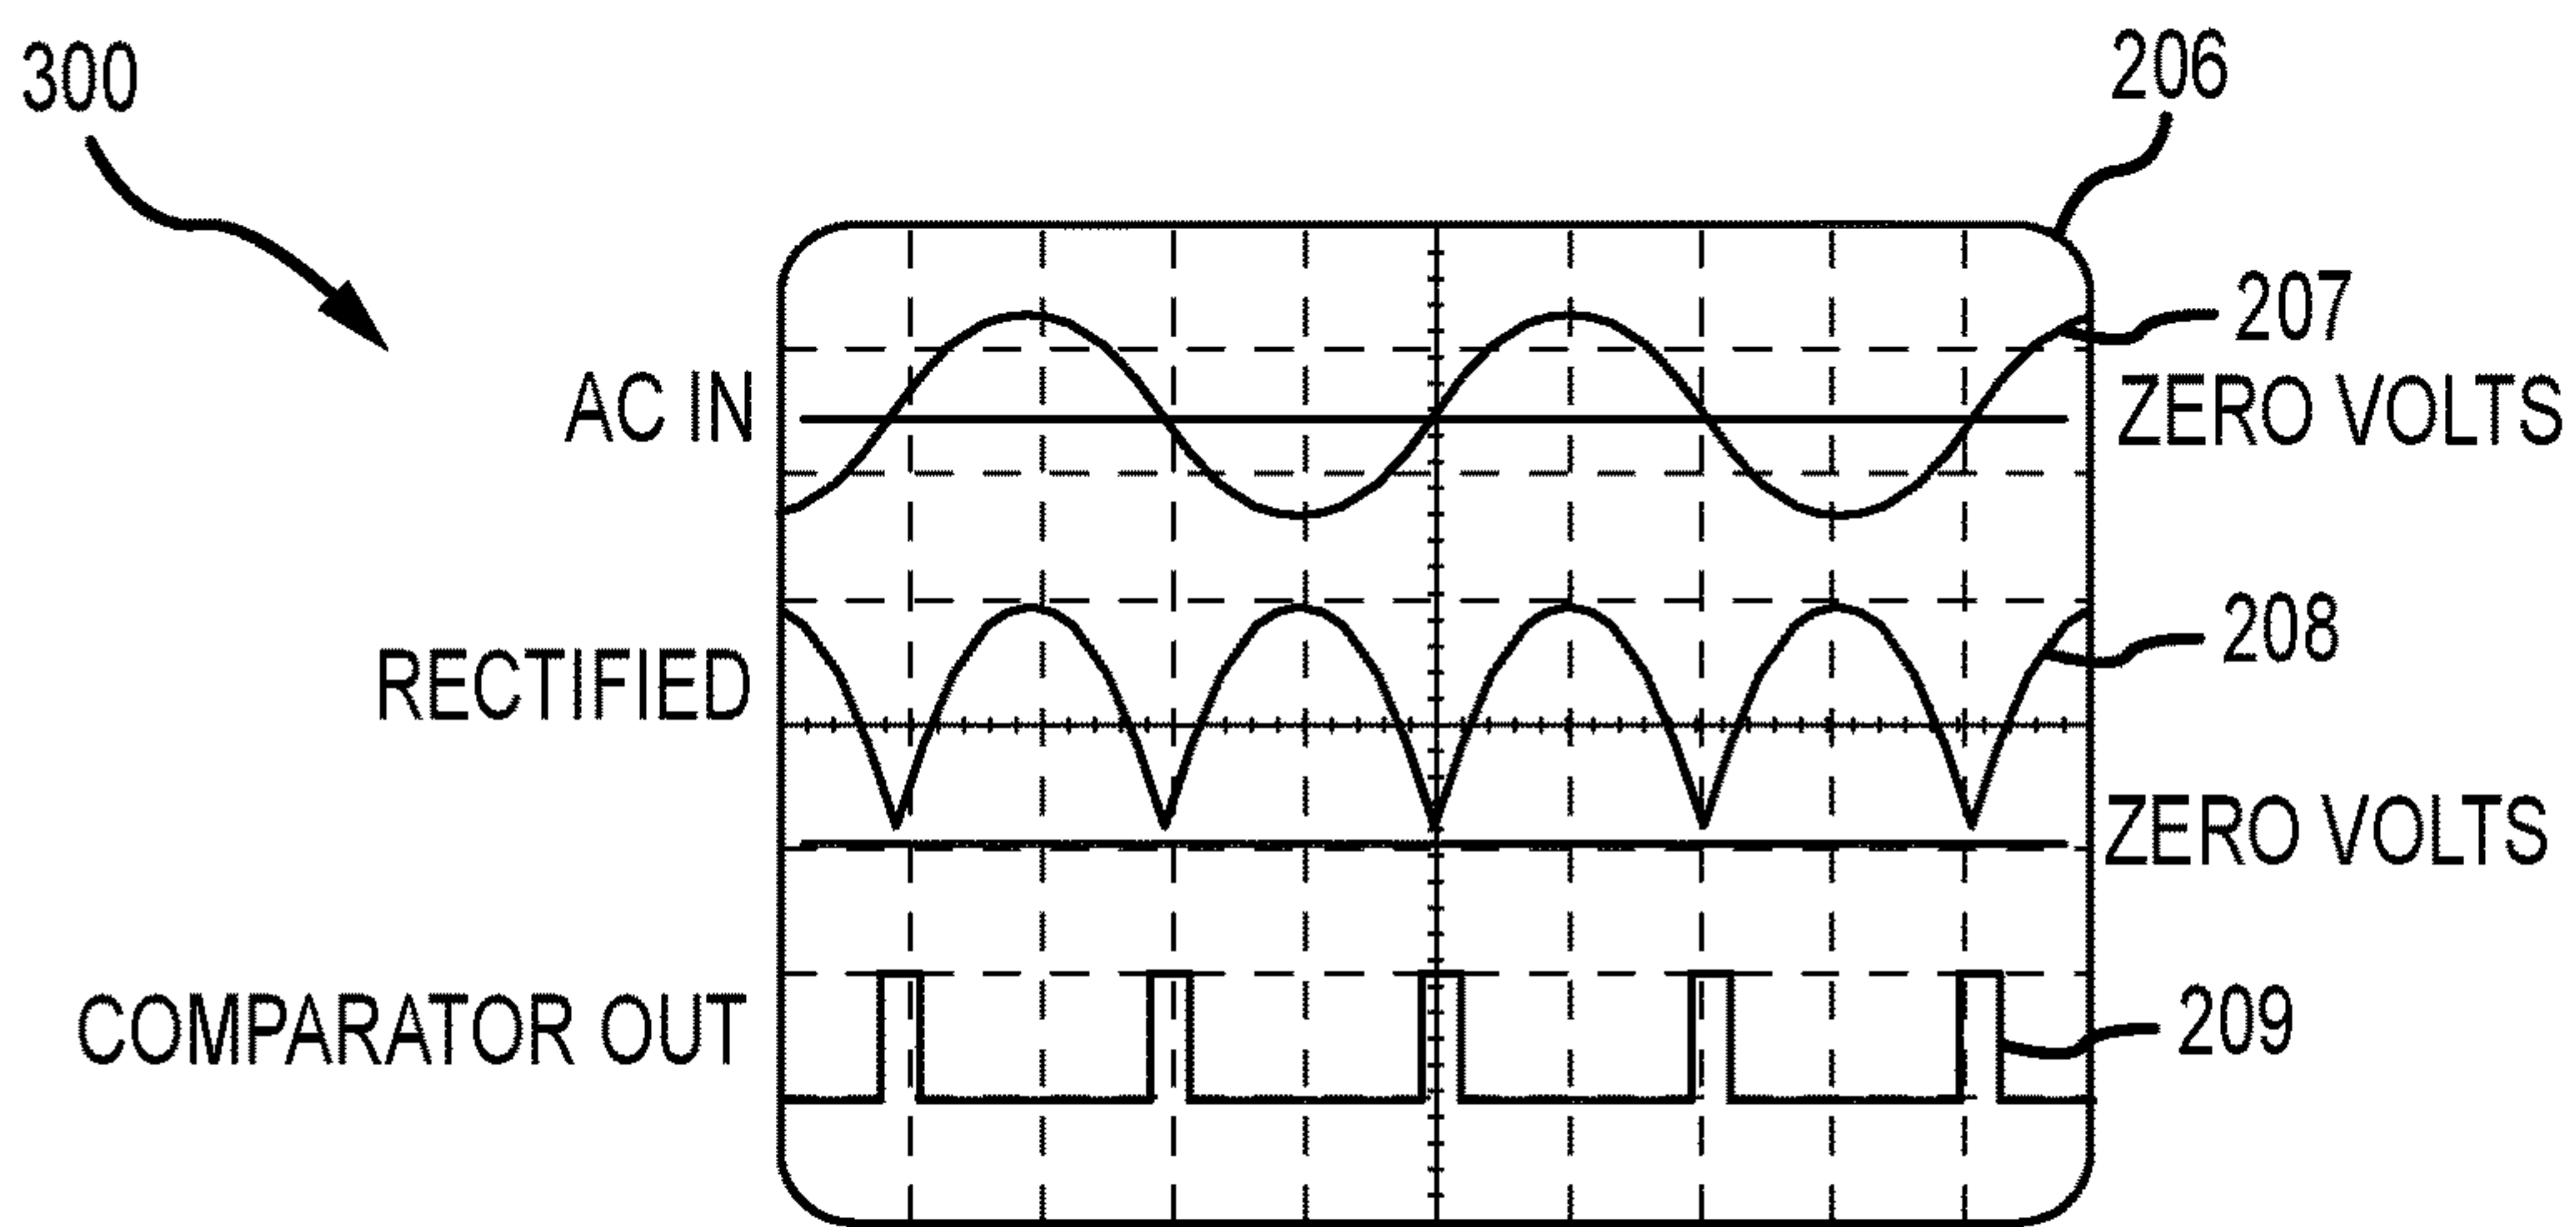 300
206
207
AC IN
ZERO VOLTS
208
RECTIFIED
ZERO VOLTS
COMPARATOR OUT
209